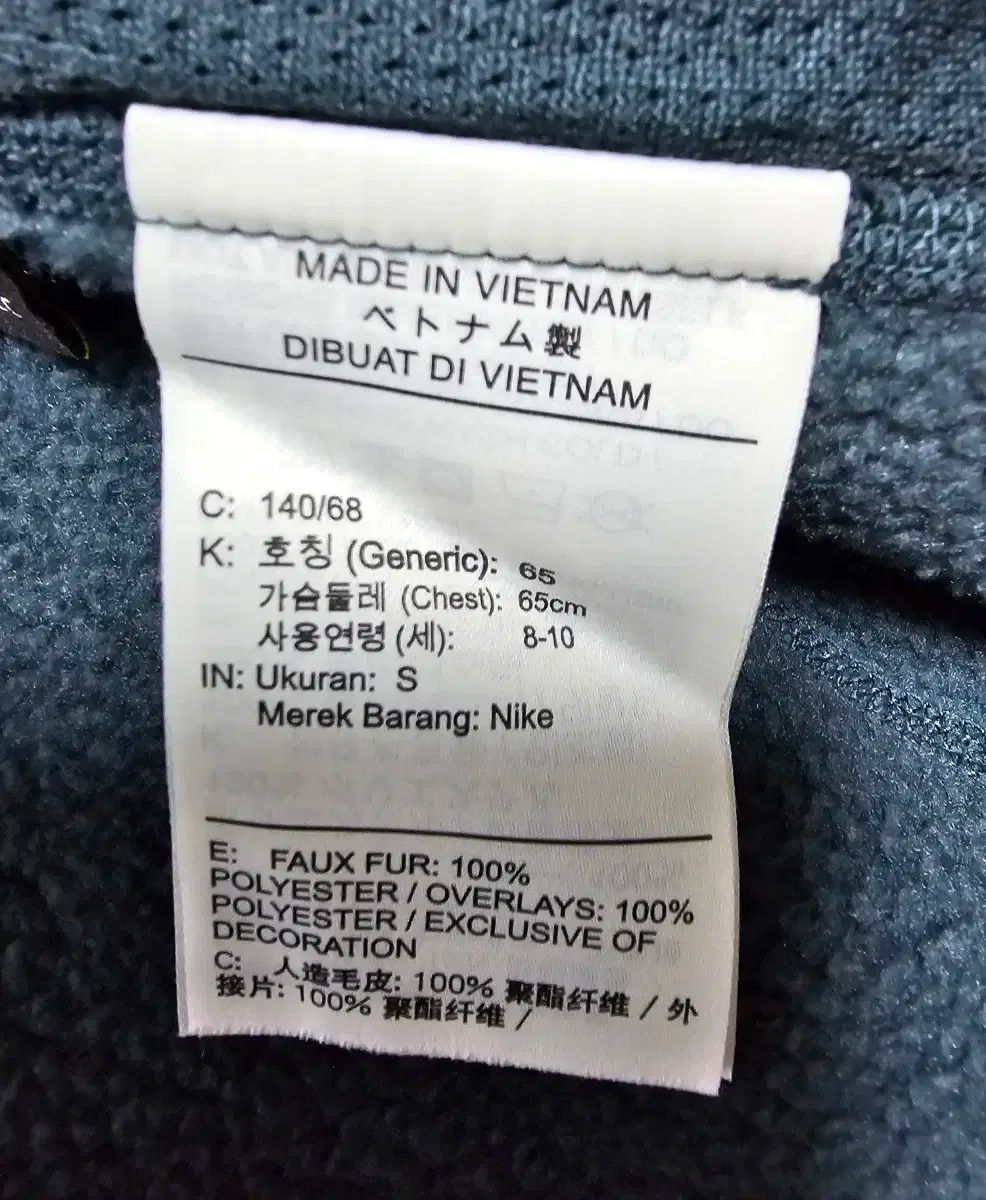 MADE IN VIETNAM
ベトナム製
DIBUAT DI VIETNAM
C: 140/68
K: 호칭 (Generic): 65
가슴둘레 (Chest): 65cm
사용연령 (세): 8-10
IN: Ukuran: S
Merek Barang: Nike
E: FAUX FUR: 100%
POLYESTER / OVERLAYS: 100%
POLYESTER / EXCLUSIVE OF
DECORATION
C: 人造毛皮: 100% 聚酯纤维 / 外
接片: 100% 聚酯纤维 /